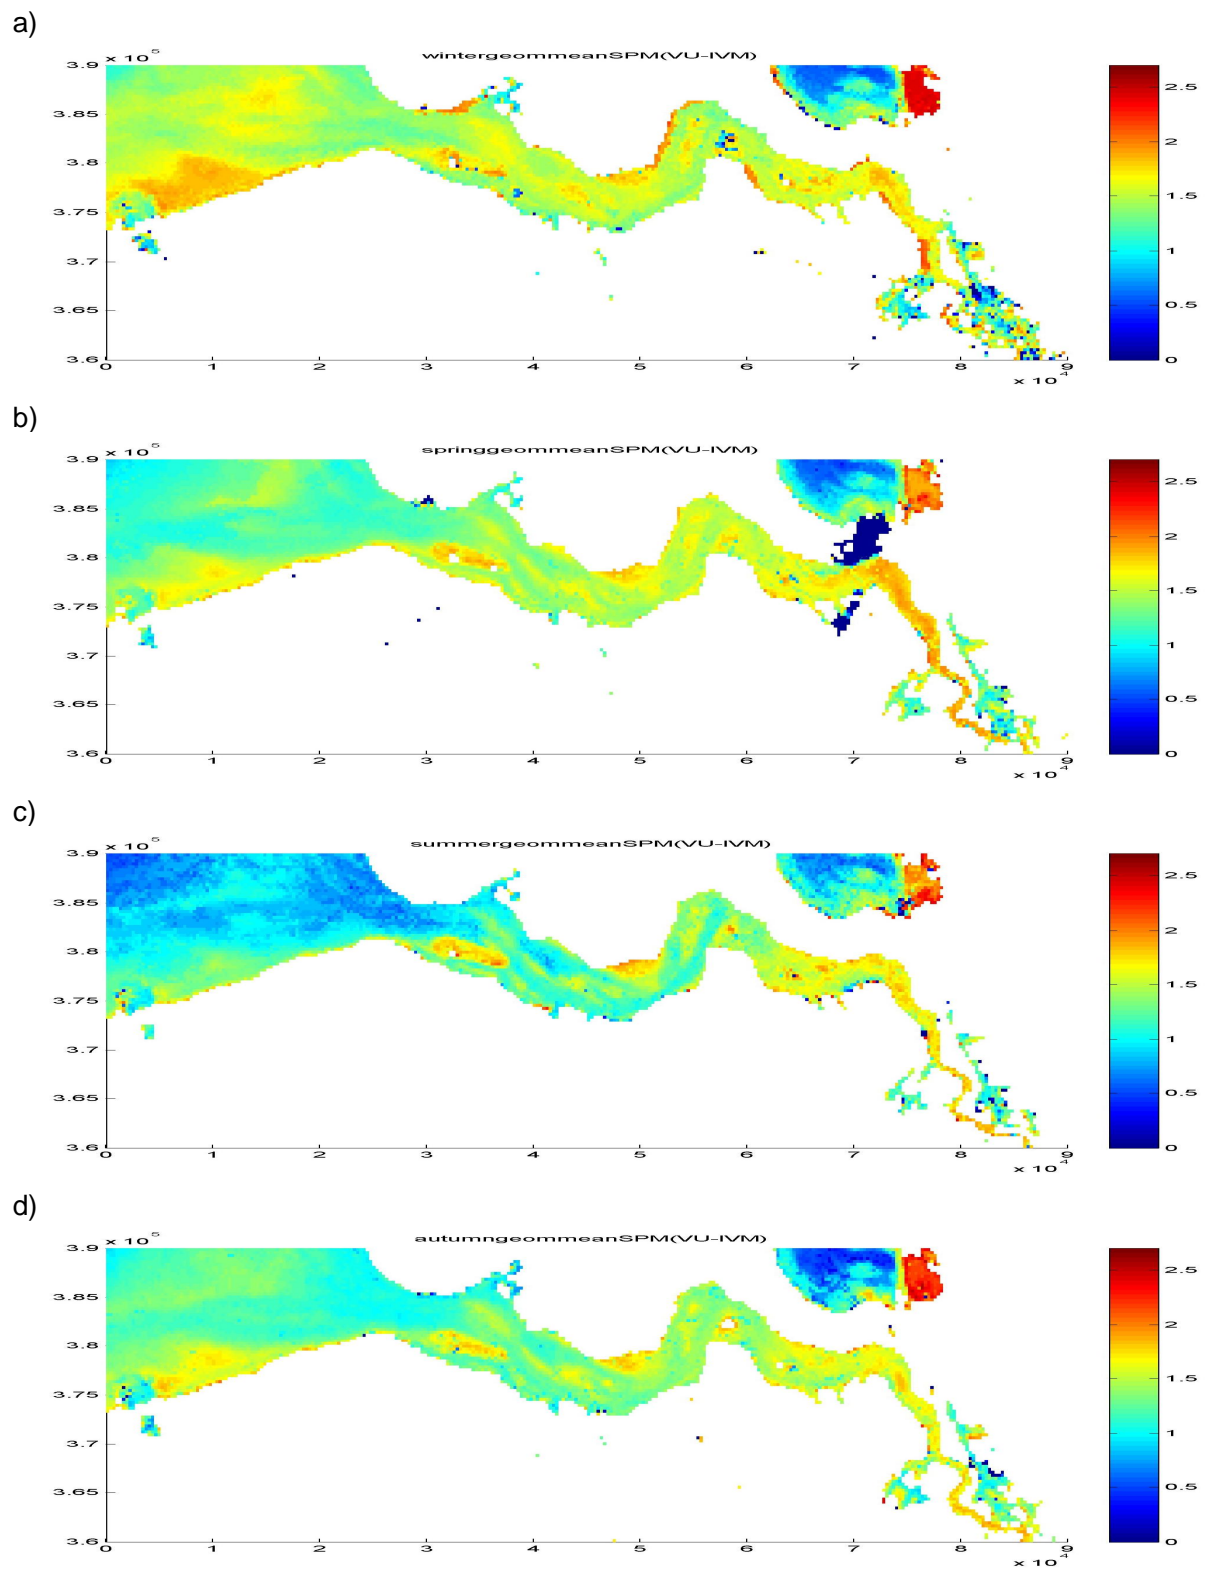 a)
x 10⁵
wintergeommeanSPM(VU-IVM)
3.9
3.85
3.8
3.75
3.7
3.65
3.6
0 1 2 3 4 5 6 7 8 9
x 10⁴
2.5
2
1.5
1
0.5
0
b)
x 10⁵
springgeommeanSPM(VU-IVM)
3.9
3.85
3.8
3.75
3.7
3.65
3.6
0 1 2 3 4 5 6 7 8 9
x 10⁴
2.5
2
1.5
1
0.5
0
c)
x 10⁵
summergeommeanSPM(VU-IVM)
3.9
3.85
3.8
3.75
3.7
3.65
3.6
0 1 2 3 4 5 6 7 8 9
x 10⁴
2.5
2
1.5
1
0.5
0
d)
x 10⁵
autumngeommeanSPM(VU-IVM)
3.9
3.85
3.8
3.75
3.7
3.65
3.6
0 1 2 3 4 5 6 7 8 9
x 10⁴
2.5
2
1.5
1
0.5
0